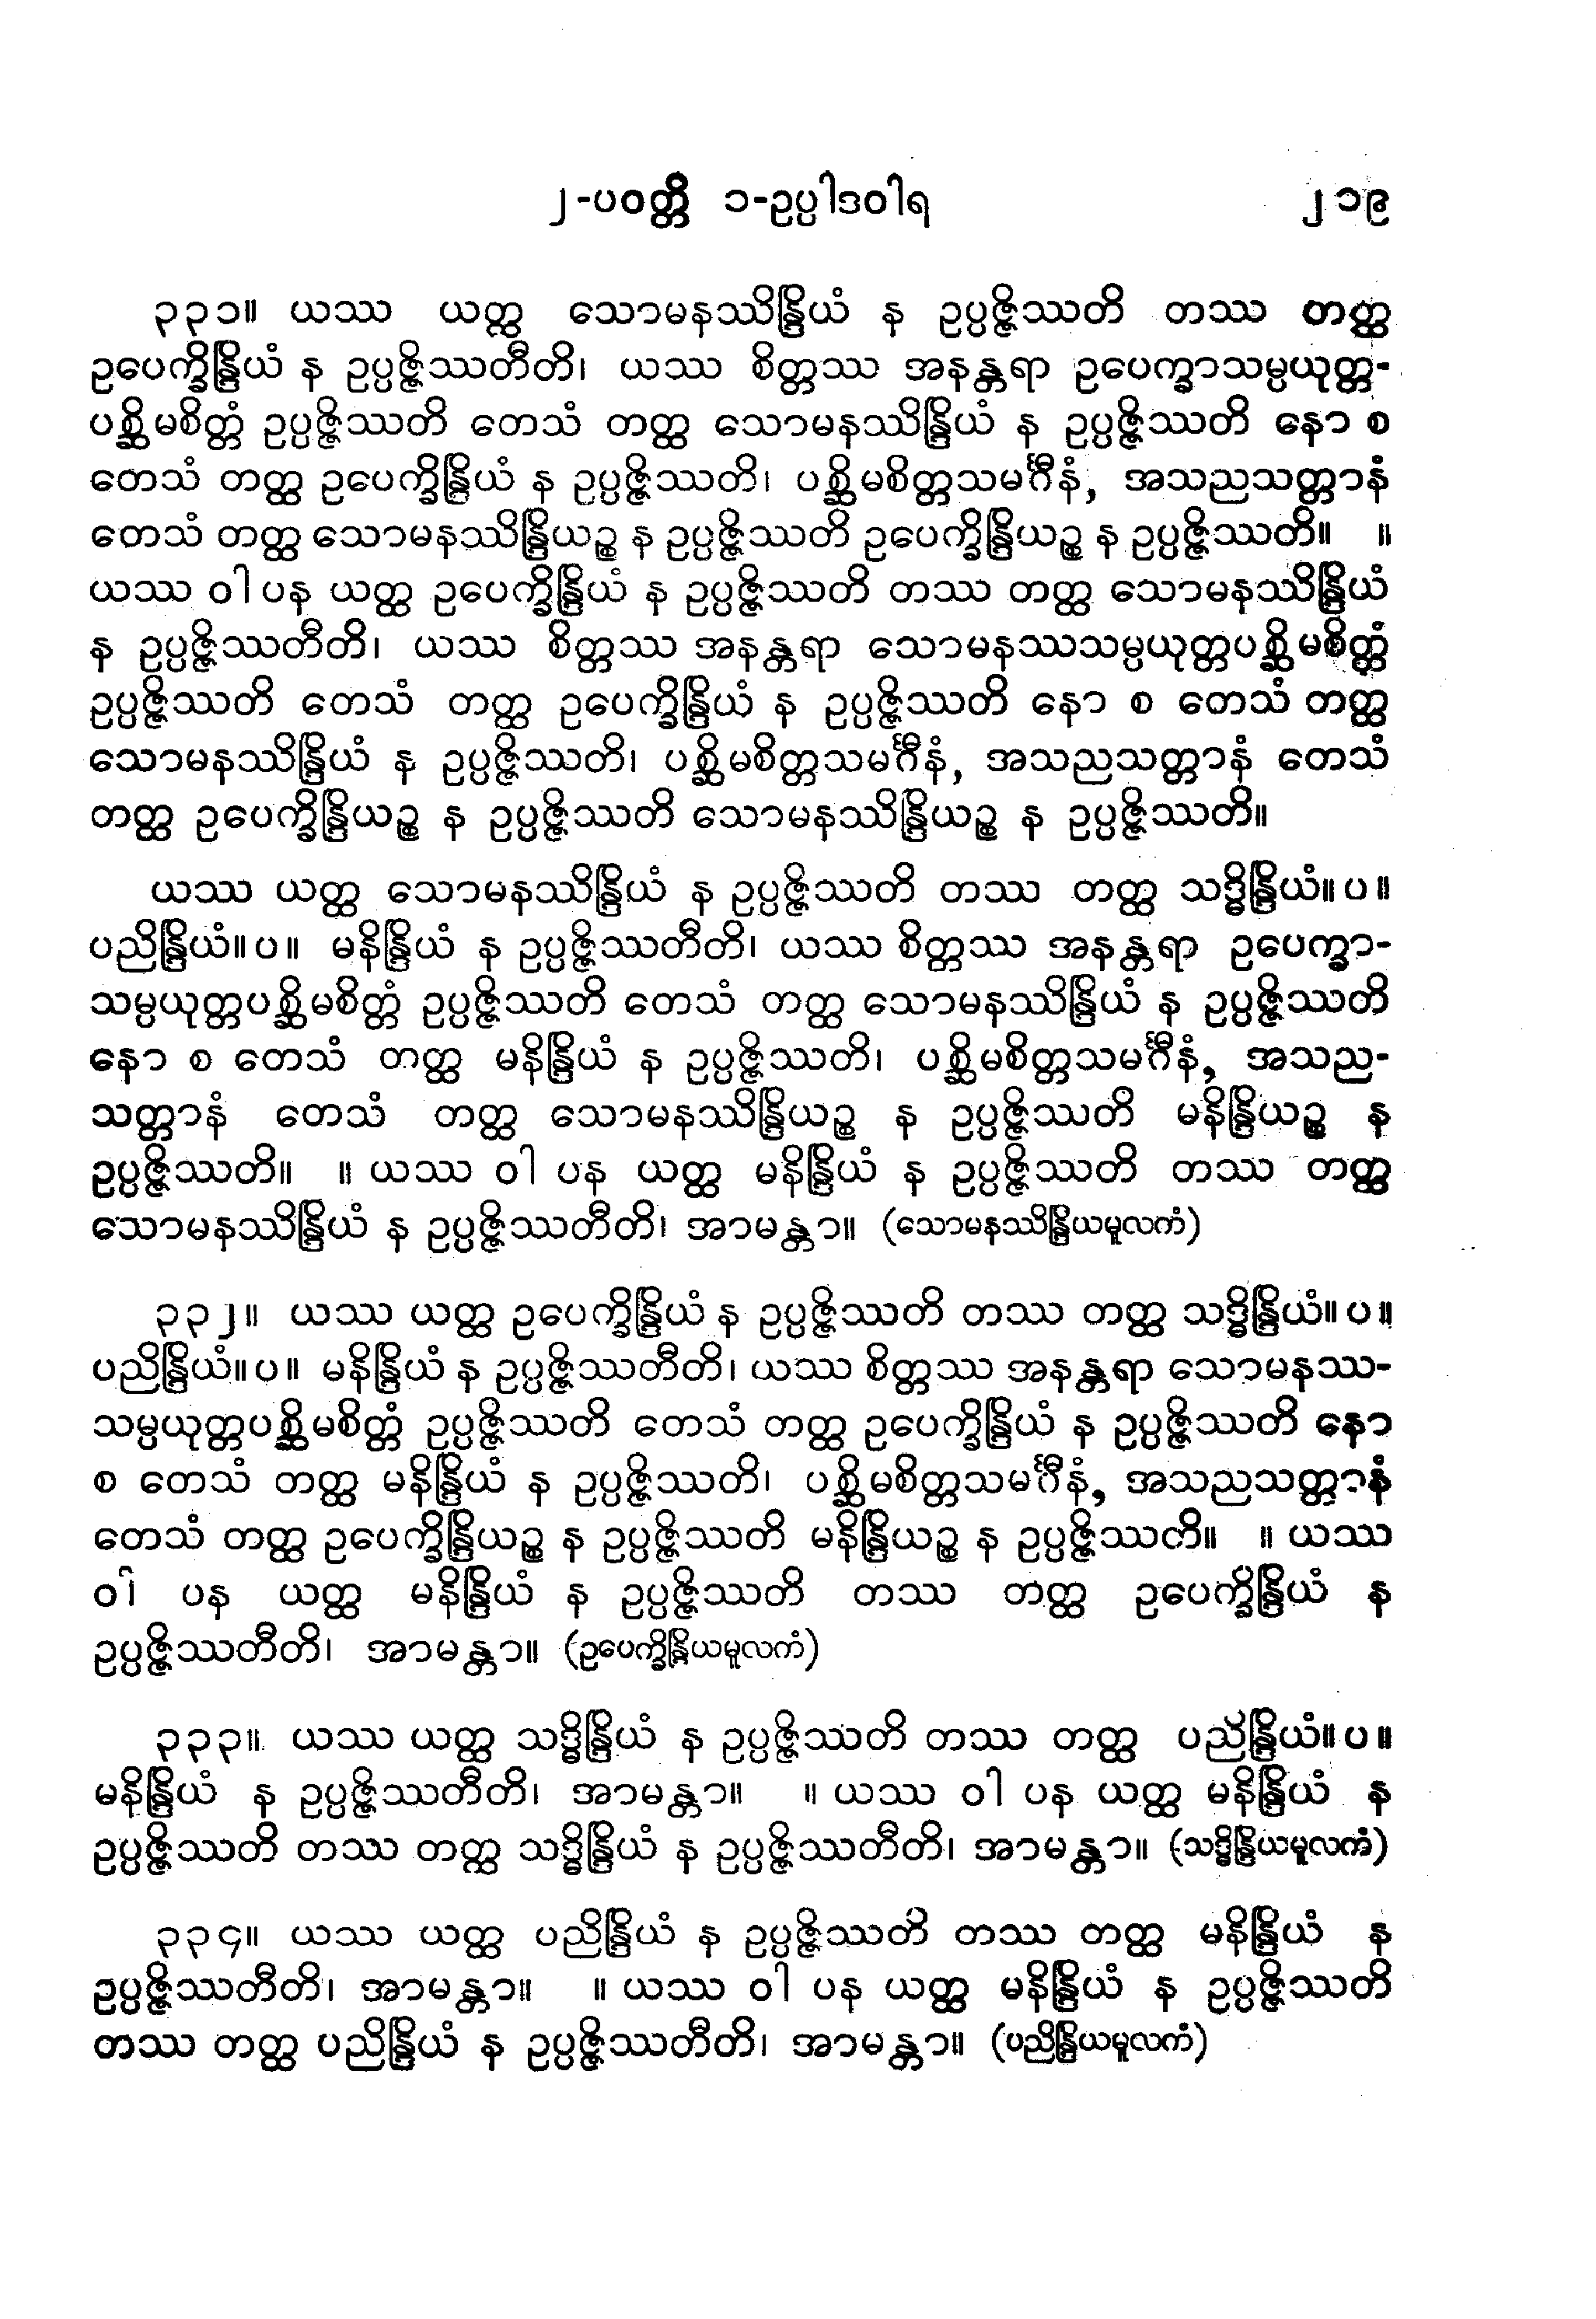 ၂-ပဝတ္တိ ၁-ဥပ္ပါဒဝါရ ၂၁၉
၃၃၁။ ယဿ ယတ္ထ သောမနဿိန္ဒြိယံ န ဥပ္ပဇ္ဇိဿတိ တဿ တတ္ထ
ဥပေက္ခိန္ဒြိယံ န ဥပ္ပဇ္ဇိဿတီတိ၊ ယဿ စိတ္တဿ အနန္တရာ ဥပေက္ခာသမ္ပယုတ္တ-
ပစ္ဆိမစိတ္တံ ဥပ္ပဇ္ဇိဿတိ တေသံ တတ္ထ သောမနဿိန္ဒြိယံ န ဥပ္ပဇ္ဇိဿတိ နော စ
တေသံ တတ္ထ ဥပေက္ခိန္ဒြိယံ န ဥပ္ပဇ္ဇိဿတိ၊ ပစ္ဆိမစိတ္တသမင်္ဂီနံ, အသညသတ္တာနံ
တေသံ တတ္ထ သောမနဿိန္ဒြိယဉ္စ န ဥပ္ပဇ္ဇိဿတိ ဥပေက္ခိန္ဒြိယဉ္စ န ဥပ္ပဇ္ဇိဿတိ။ ။
ယဿ ဝါ ပန ယတ္ထ ဥပေက္ခိန္ဒြိယံ န ဥပ္ပဇ္ဇိဿတိ တဿ တတ္ထ သောမနဿိန္ဒြိယံ
န ဥပ္ပဇ္ဇိဿတီတိ၊ ယဿ စိတ္တဿ အနန္တရာ သောမနဿသမ္ပယုတ္တပစ္ဆိမစိတ္တံ
ဥပ္ပဇ္ဇိဿတိ တေသံ တတ္ထ ဥပေက္ခိန္ဒြိယံ န ဥပ္ပဇ္ဇိဿတိ နော စ တေသံ တတ္ထ
သောမနဿိန္ဒြိယံ န ဥပ္ပဇ္ဇိဿတိ၊ ပစ္ဆိမစိတ္တသမင်္ဂီနံ, အသညသတ္တာနံ တေသံ
တတ္ထ ဥပေက္ခိန္ဒြိယဉ္စ န ဥပ္ပဇ္ဇိဿတိ သောမနဿိန္ဒြိယဉ္စ န ဥပ္ပဇ္ဇိဿတိ။
ယဿ ယတ္ထ သောမနဿိန္ဒြိယံ န ဥပ္ပဇ္ဇိဿတိ တဿ တတ္ထ သဒ္ဓိန္ဒြိယံ။ပ။
ပညိန္ဒြိယံ။ပ။ မနိန္ဒြိယံ န ဥပ္ပဇ္ဇိဿတီတိ၊ ယဿ စိတ္တဿ အနန္တရာ ဥပေက္ခာ-
သမ္ပယုတ္တပစ္ဆိမစိတ္တံ ဥပ္ပဇ္ဇိဿတိ တေသံ တတ္ထ သောမနဿိန္ဒြိယံ န ဥပ္ပဇ္ဇိဿတိ
နော စ တေသံ တတ္ထ မနိန္ဒြိယံ န ဥပ္ပဇ္ဇိဿတိ၊ ပစ္ဆိမစိတ္တသမင်္ဂီနံ, အသည-
သတ္တာနံ တေသံ တတ္ထ သောမနဿိန္ဒြိယဉ္စ န ဥပ္ပဇ္ဇိဿတိ မနိန္ဒြိယဉ္စ န
ဥပ္ပဇ္ဇိဿတိ။ ။ ယဿ ဝါ ပန ယတ္ထ မနိန္ဒြိယံ န ဥပ္ပဇ္ဇိဿတိ တဿ တတ္ထ
သောမနဿိန္ဒြိယံ န ဥပ္ပဇ္ဇိဿတီတိ၊ အာမန္တာ။ (သောမနဿိန္ဒြိယမူလကံ)
၃၃၂။ ယဿ ယတ္ထ ဥပေက္ခိန္ဒြိယံ န ဥပ္ပဇ္ဇိဿတိ တဿ တတ္ထ သဒ္ဓိန္ဒြိယံ။ပ။
ပညိန္ဒြိယံ။ပ။ မနိန္ဒြိယံ န ဥပ္ပဇ္ဇိဿတီတိ၊ ယဿ စိတ္တဿ အနန္တရာ သောမနဿ-
သမ္ပယုတ္တပစ္ဆိမစိတ္တံ ဥပ္ပဇ္ဇိဿတိ တေသံ တတ္ထ ဥပေက္ခိန္ဒြိယံ န ဥပ္ပဇ္ဇိဿတိ နော
စ တေသံ တတ္ထ မနိန္ဒြိယံ န ဥပ္ပဇ္ဇိဿတိ၊ ပစ္ဆိမစိတ္တသမင်္ဂီနံ, အသညသတ္တာနံ
တေသံ တတ္ထ ဥပေက္ခိန္ဒြိယဉ္စ န ဥပ္ပဇ္ဇိဿတိ မနိန္ဒြိယဉ္စ န ဥပ္ပဇ္ဇိဿတိ။ ။ ယဿ
ဝါ ပန ယတ္ထ မနိန္ဒြိယံ န ဥပ္ပဇ္ဇိဿတိ တဿ တတ္ထ ဥပေက္ခိန္ဒြိယံ န
ဥပ္ပဇ္ဇိဿတီတိ၊ အာမန္တာ။ (ဥပေက္ခိန္ဒြိယမူလကံ)
၃၃၃။ ယဿ ယတ္ထ သဒ္ဓိန္ဒြိယံ န ဥပ္ပဇ္ဇိဿတိ တဿ တတ္ထ ပညိန္ဒြိယံ။ပ။
မနိန္ဒြိယံ န ဥပ္ပဇ္ဇိဿတီတိ၊ အာမန္တာ။ ။ ယဿ ဝါ ပန ယတ္ထ မနိန္ဒြိယံ န
ဥပ္ပဇ္ဇိဿတိ တဿ တတ္ထ သဒ္ဓိန္ဒြိယံ န ဥပ္ပဇ္ဇိဿတီတိ၊ အာမန္တာ။ (သဒ္ဓိန္ဒြိယမူလကံ)
၃၃၄။ ယဿ ယတ္ထ ပညိန္ဒြိယံ န ဥပ္ပဇ္ဇိဿတိ တဿ တတ္ထ မနိန္ဒြိယံ န
ဥပ္ပဇ္ဇိဿတီတိ၊ အာမန္တာ။ ။ ယဿ ဝါ ပန ယတ္ထ မနိန္ဒြိယံ န ဥပ္ပဇ္ဇိဿတိ
တဿ တတ္ထ ပညိန္ဒြိယံ န ဥပ္ပဇ္ဇိဿတီတိ၊ အာမန္တာ။ (ပညိန္ဒြိယမူလကံ)